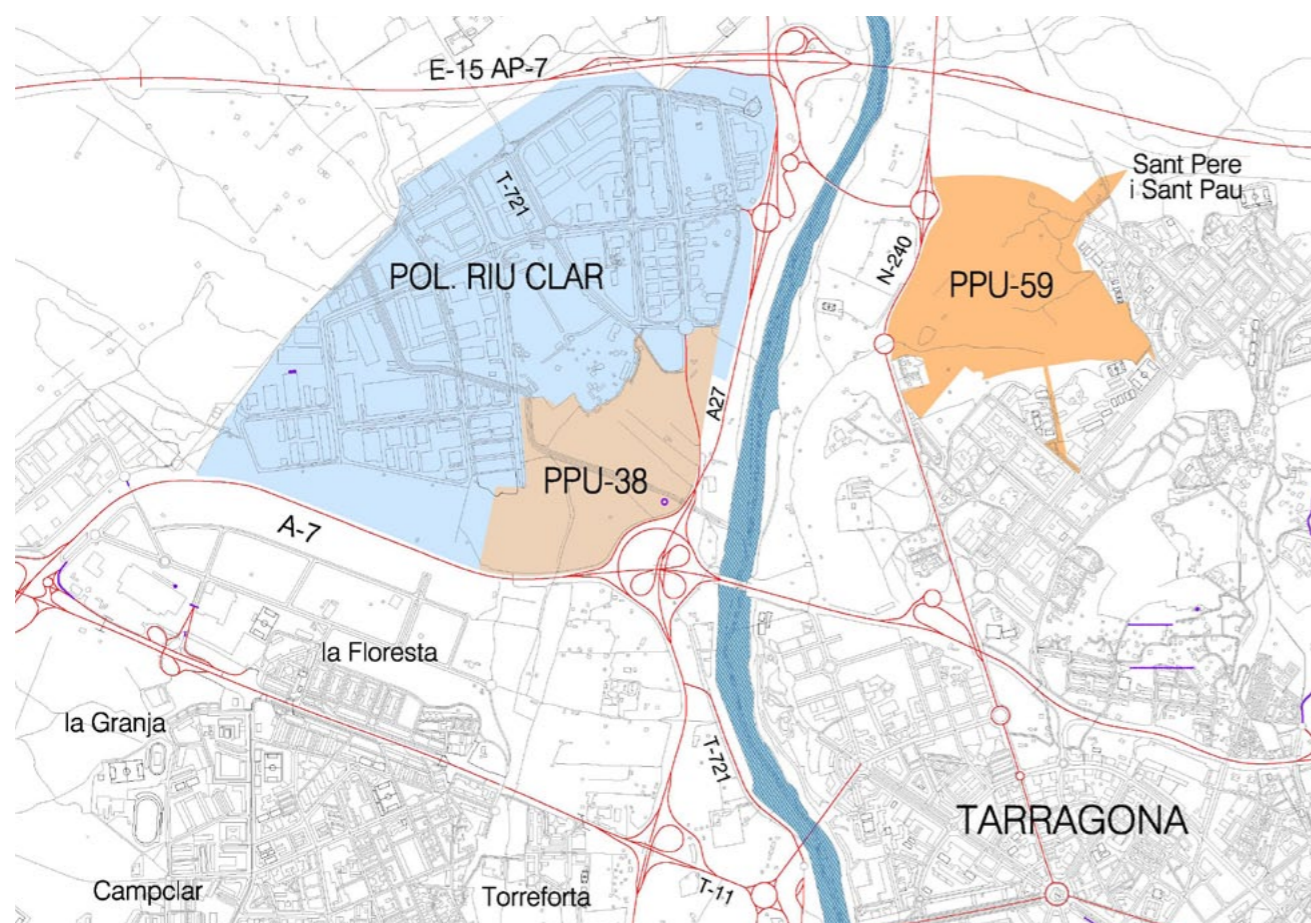 E-15 AP-7
Sant Pere
i Sant Pau
T-721
POL. RIU CLAR
N-240
PPU-59
A27
PPU-38
A-7
la Floresta
la Granja
T-721
TARRAGONA
Campclar
Torreforta
T-11